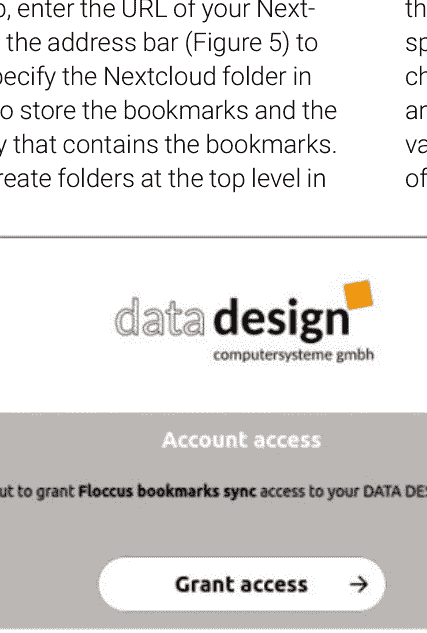 , enter the URL of your Next-
the address bar (Figure 5) to
ecify the Nextcloud folder in
o store the bookmarks and the
y that contains the bookmarks.
reate folders at the top level in
th
sp
ch
ar
va
of
data design
computersysteme gmbh
Account access
ut to grant Floccus bookmarks sync access to your DATA DES
Grant access →